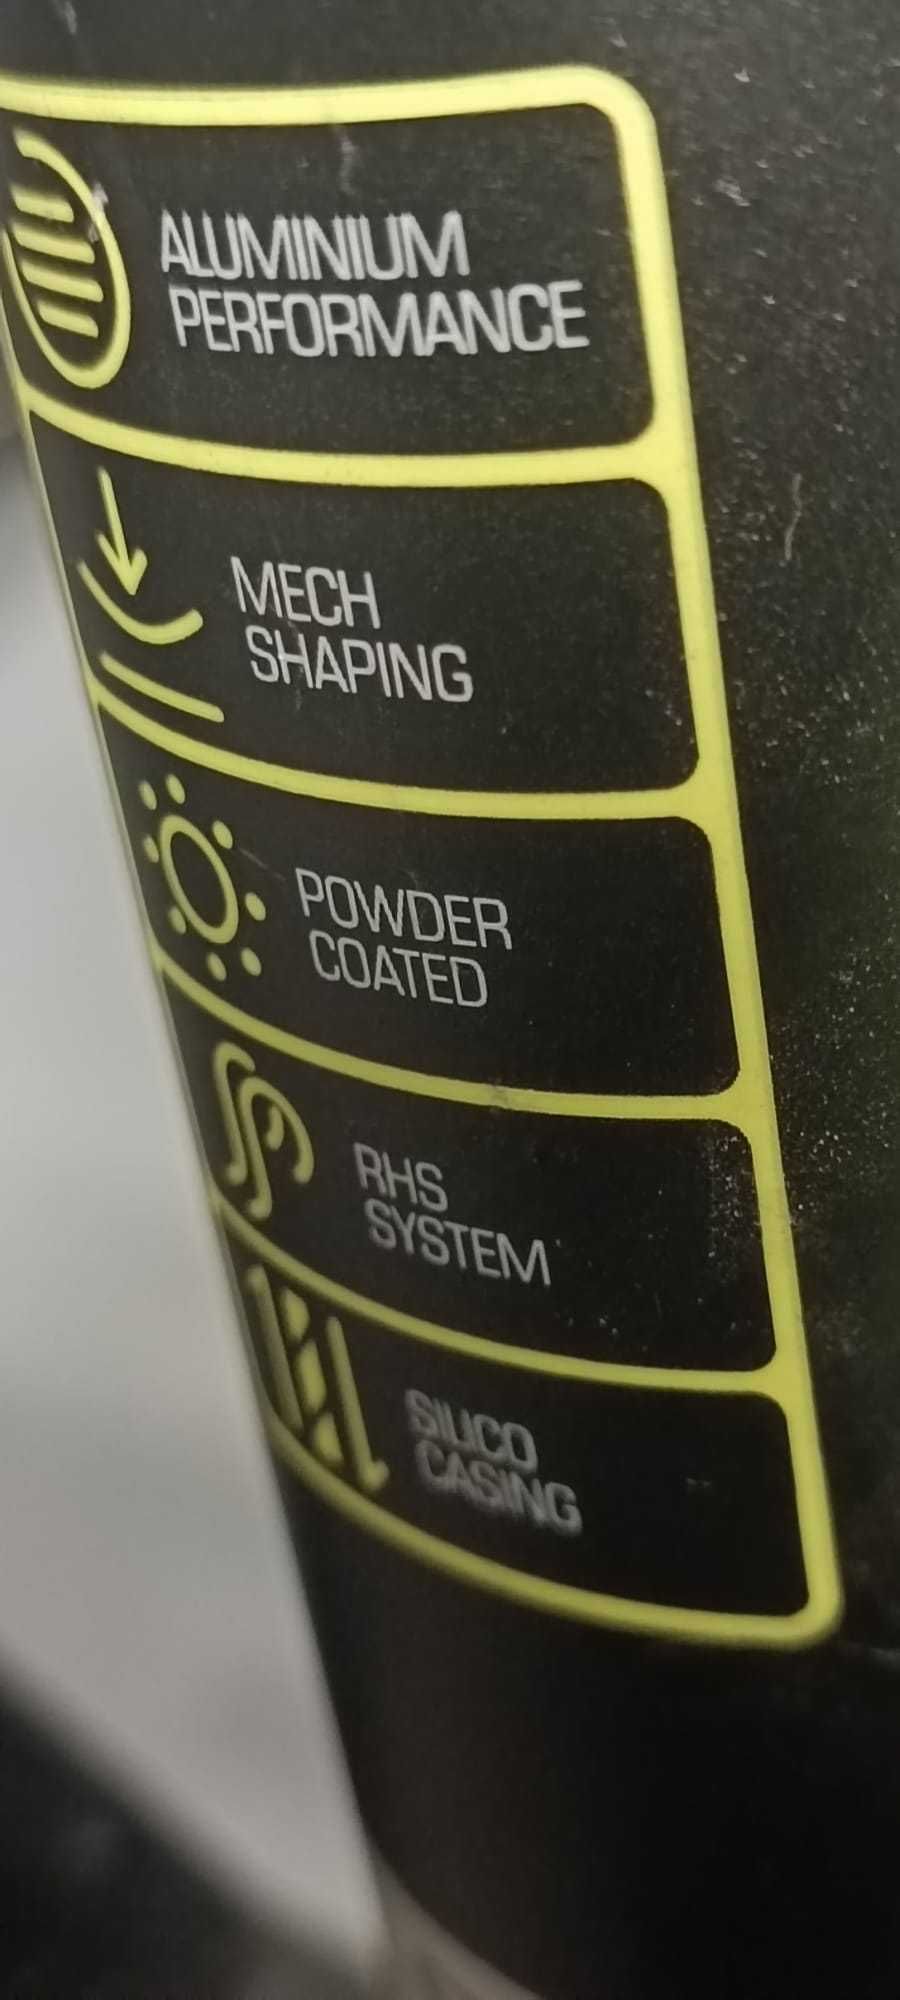 ALUMINIUM
PERFORMANCE
MECH
SHAPING
POWDER
COATED
RHS
SYSTEM
SILICO
CASING